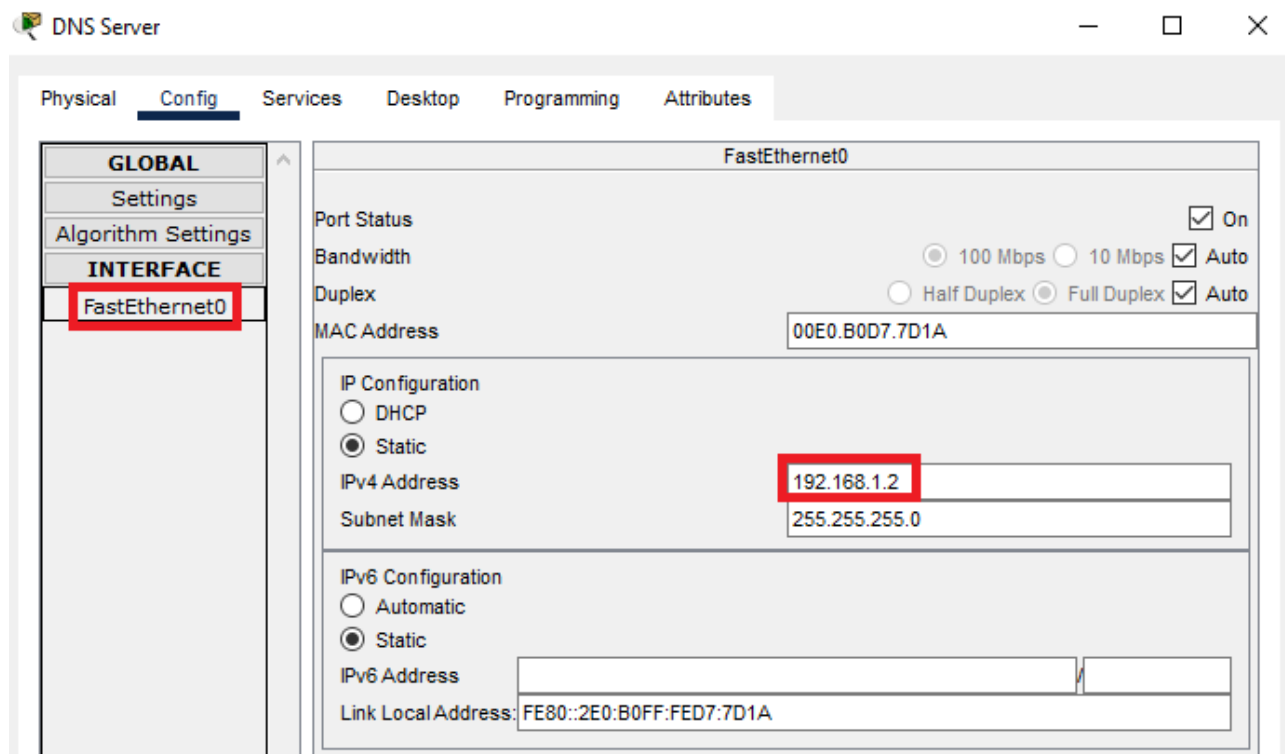 DNS Server
Physical Config Services Desktop Programming Attributes
GLOBAL
Settings
Algorithm Settings
INTERFACE
FastEthernet0
FastEthernet0
Port Status On
Bandwidth 100 Mbps 10 Mbps Auto
Duplex Half Duplex Full Duplex Auto
MAC Address 00E0.B0D7.7D1A
IP Configuration
DHCP
Static
IPv4 Address 192.168.1.2
Subnet Mask 255.255.255.0
IPv6 Configuration
Automatic
Static
IPv6 Address /
Link Local Address: FE80::2E0:B0FF:FED7:7D1A